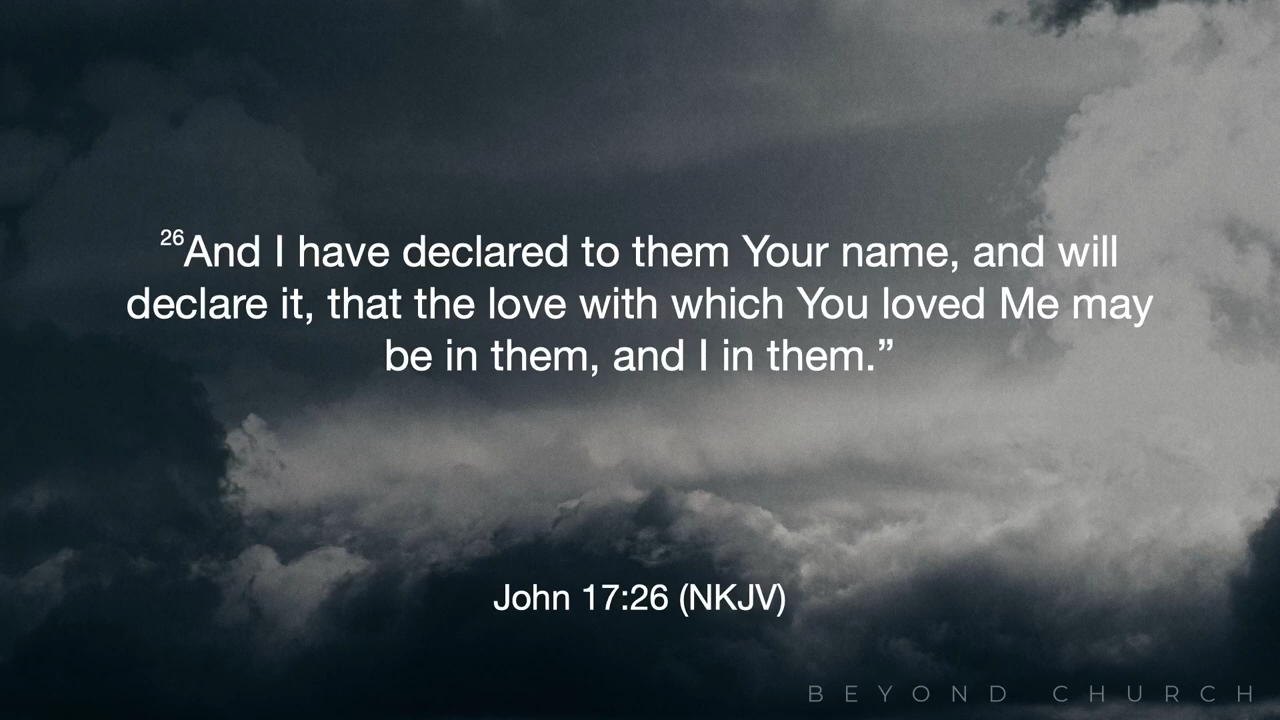 26And I have declared to them Your name, and will
declare it, that the love with which You loved Me may
be in them, and I in them.”
John 17:26 (NKJV)
BEYOND CHURCH